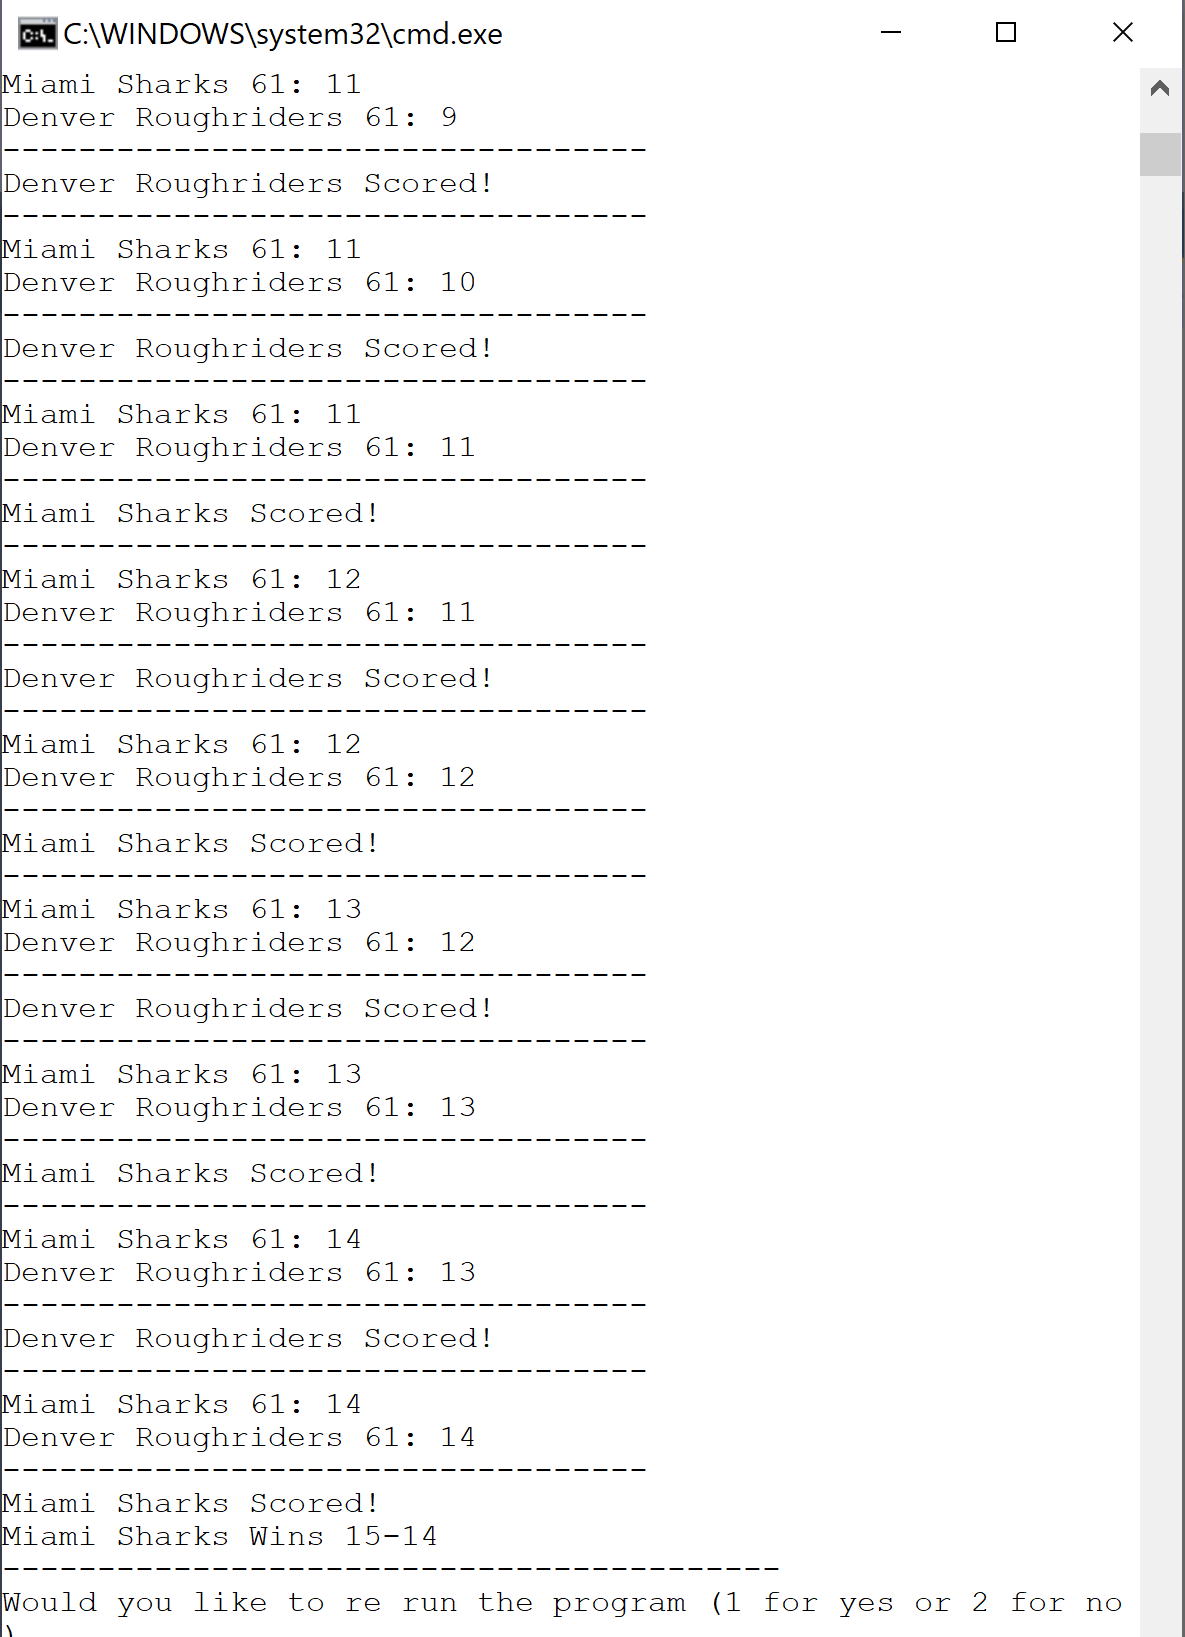 C:\WINDOWS\system32\cmd.exe
Miami Sharks 61: 11
Denver Roughriders 61: 9
----------------------------------
Denver Roughriders Scored!
----------------------------------
Miami Sharks 61: 11
Denver Roughriders 61: 10
----------------------------------
Denver Roughriders Scored!
----------------------------------
Miami Sharks 61: 11
Denver Roughriders 61: 11
----------------------------------
Miami Sharks Scored!
----------------------------------
Miami Sharks 61: 12
Denver Roughriders 61: 11
----------------------------------
Denver Roughriders Scored!
----------------------------------
Miami Sharks 61: 12
Denver Roughriders 61: 12
----------------------------------
Miami Sharks Scored!
----------------------------------
Miami Sharks 61: 13
Denver Roughriders 61: 12
----------------------------------
Denver Roughriders Scored!
----------------------------------
Miami Sharks 61: 13
Denver Roughriders 61: 13
----------------------------------
Miami Sharks Scored!
----------------------------------
Miami Sharks 61: 14
Denver Roughriders 61: 13
----------------------------------
Denver Roughriders Scored!
----------------------------------
Miami Sharks 61: 14
Denver Roughriders 61: 14
----------------------------------
Miami Sharks Scored!
Miami Sharks Wins 15-14
-----------------------------------------
Would you like to re run the program (1 for yes or 2 for no
)